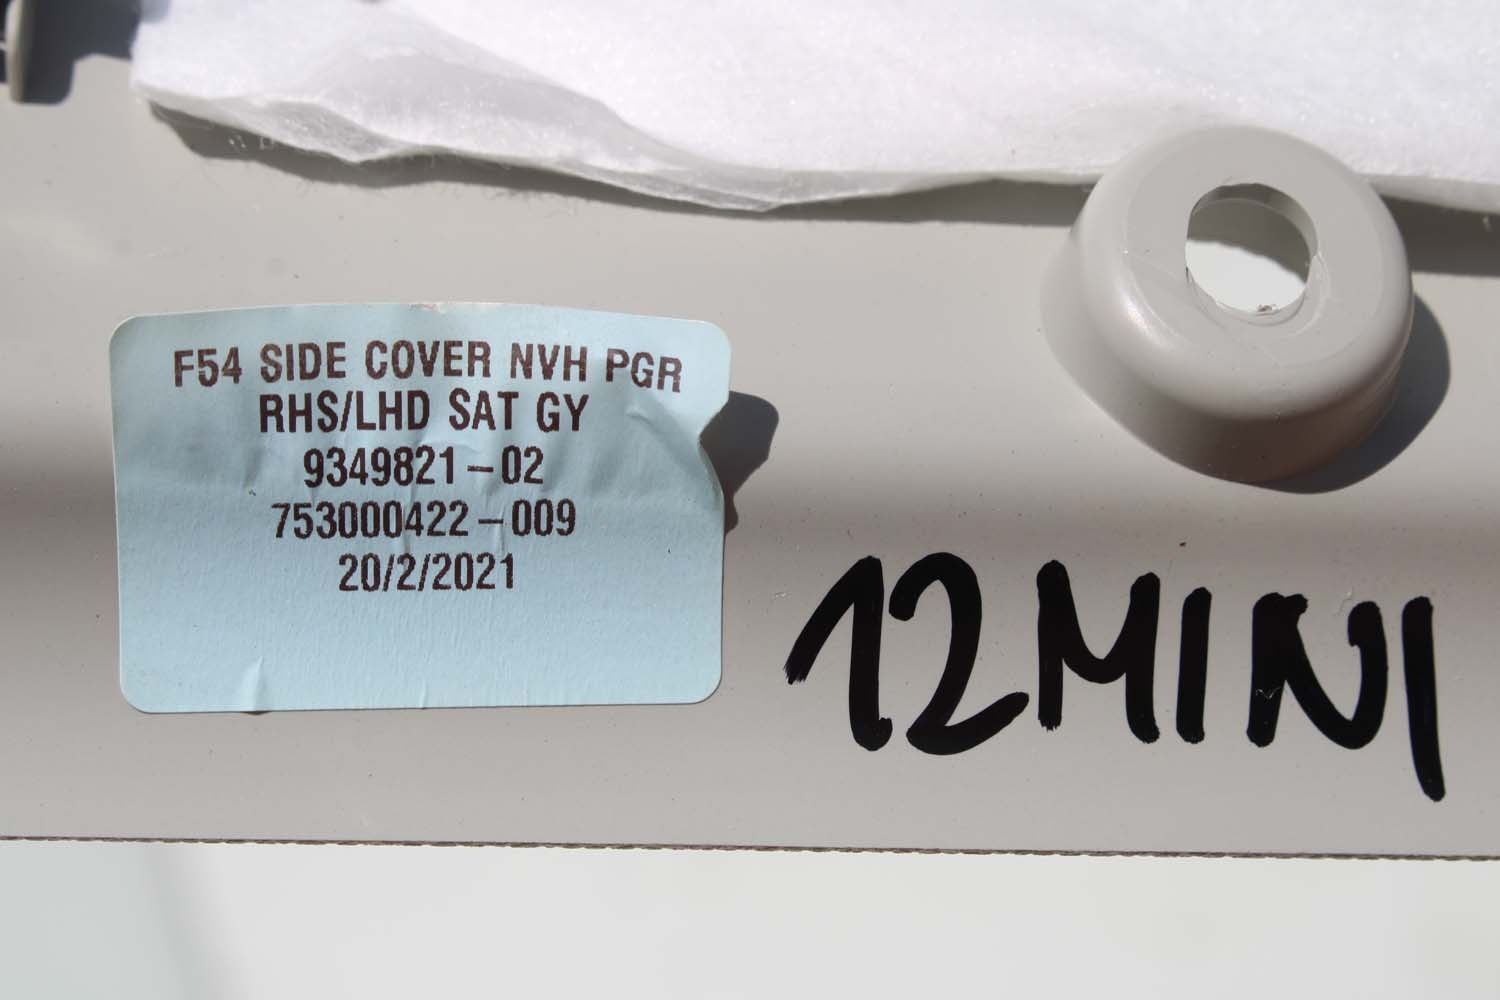 F54 SIDE COVER NVH PGR
RHS/LHD SAT GY
9349821-02
753000422-009
20/2/2021
12MINI